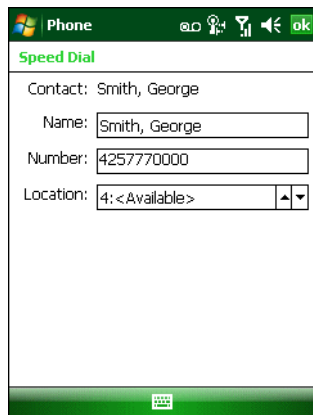 Phone
ok
Speed Dial
Contact: Smith, George
Name: Smith, George
Number: 4257770000
Location: 4:<Available>